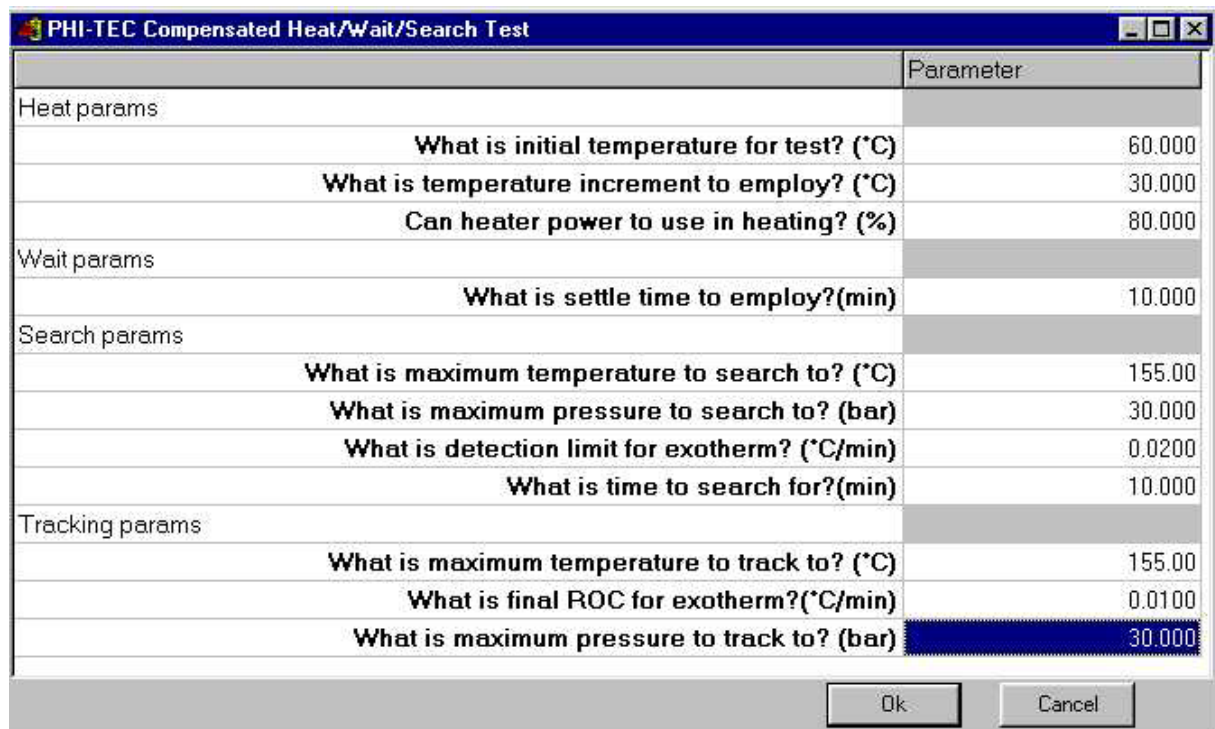 PHI-TEC Compensated Heat/Wait/Search Test
Parameter
Heat params
What is initial temperature for test? (°C) 60.000
What is temperature increment to employ? (°C) 30.000
Can heater power to use in heating? (%) 80.000
Wait params
What is settle time to employ?(min) 10.000
Search params
What is maximum temperature to search to? (°C) 155.00
What is maximum pressure to search to? (bar) 30.000
What is detection limit for exotherm? (°C/min) 0.0200
What is time to search for?(min) 10.000
Tracking params
What is maximum temperature to track to? (°C) 155.00
What is final ROC for exotherm?(°C/min) 0.0100
What is maximum pressure to track to? (bar) 30.000
Ok Cancel